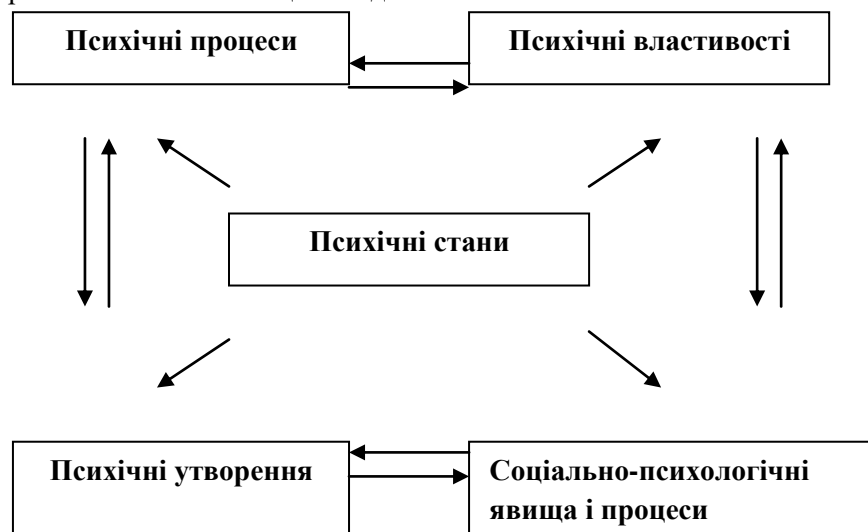 Психічні процеси
Психічні властивості
Психічні стани
Психічні утворення
Соціально-психологічні
явища і процеси